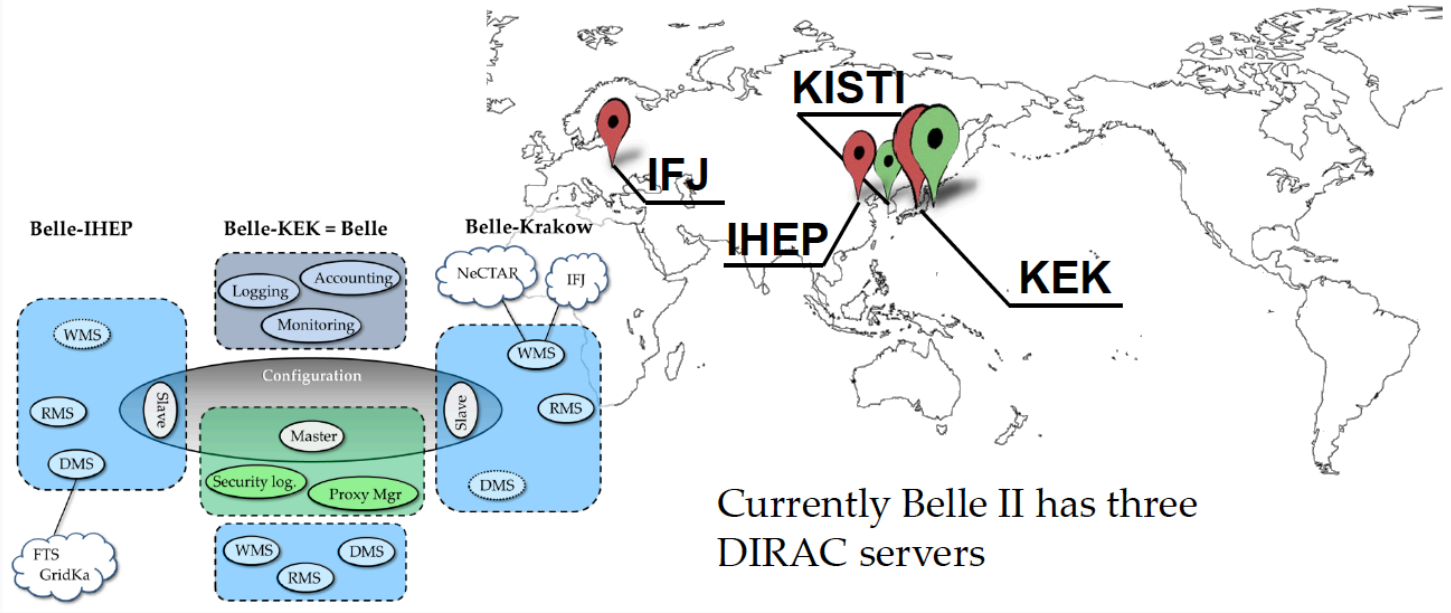 KISTI
IFJ
IHEP
KEK
Belle-IHEP
Belle-KEK = Belle
Belle-Krakow
Logging
Accounting
Monitoring
NeCTAR
IFJ
WMS
RMS
DMS
Slave
FTS
GridKa
Configuration
Master
Security log.
Proxy Mgr
WMS
DMS
RMS
Slave
WMS
RMS
DMS
Currently Belle II has three
DIRAC servers